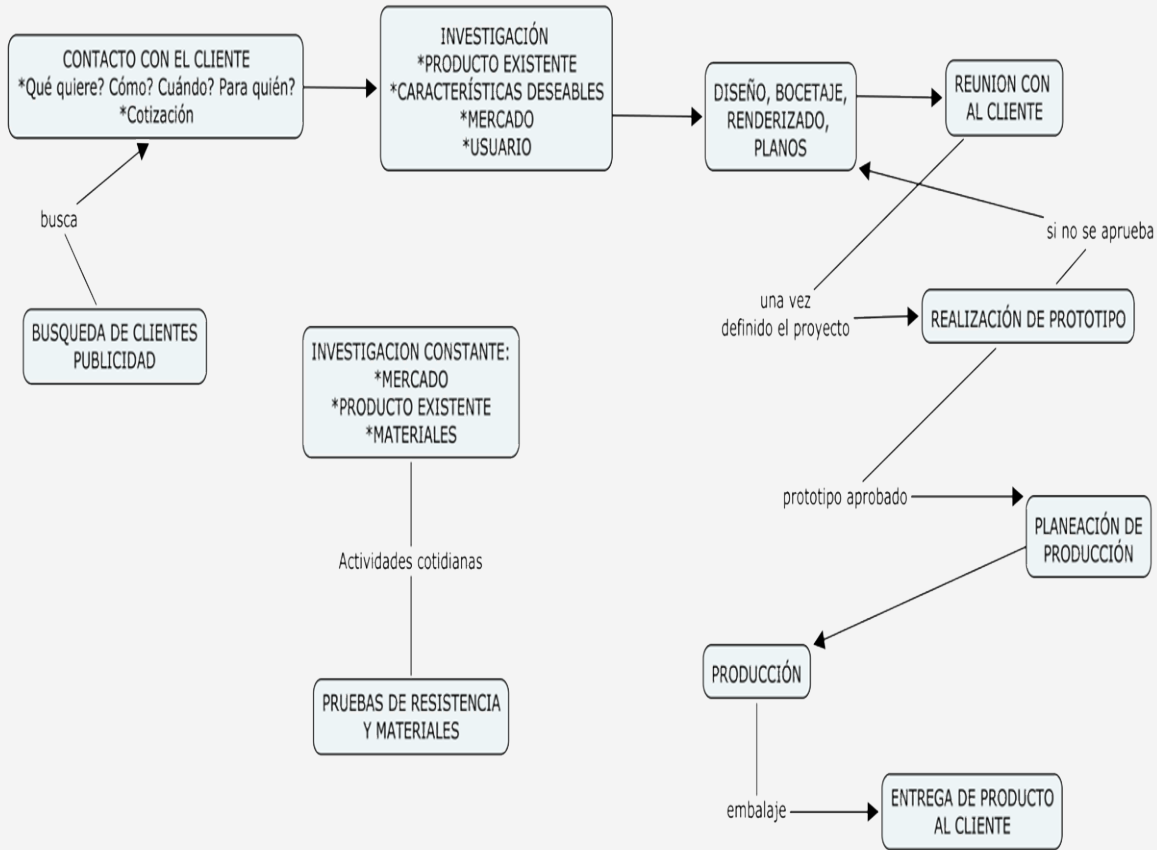 CONTACTO CON EL CLIENTE
*Qué quiere? Cómo? Cuándo? Para quién?
*Cotización
INVESTIGACIÓN
*PRODUCTO EXISTENTE
*CARACTERÍSTICAS DESEABLES
*MERCADO
*USUARIO
DISEÑO, BOCETAJE,
RENDERIZADO,
PLANOS
REUNION CON
AL CLIENTE
busca
si no se aprueba
una vez
definido el proyecto
REALIZACIÓN DE PROTOTIPO
BUSQUEDA DE CLIENTES
PUBLICIDAD
INVESTIGACION CONSTANTE:
*MERCADO
*PRODUCTO EXISTENTE
*MATERIALES
prototipo aprobado
PLANEACIÓN DE
PRODUCCIÓN
Actividades cotidianas
PRODUCCIÓN
PRUEBAS DE RESISTENCIA
Y MATERIALES
embalaje
ENTREGA DE PRODUCTO
AL CLIENTE